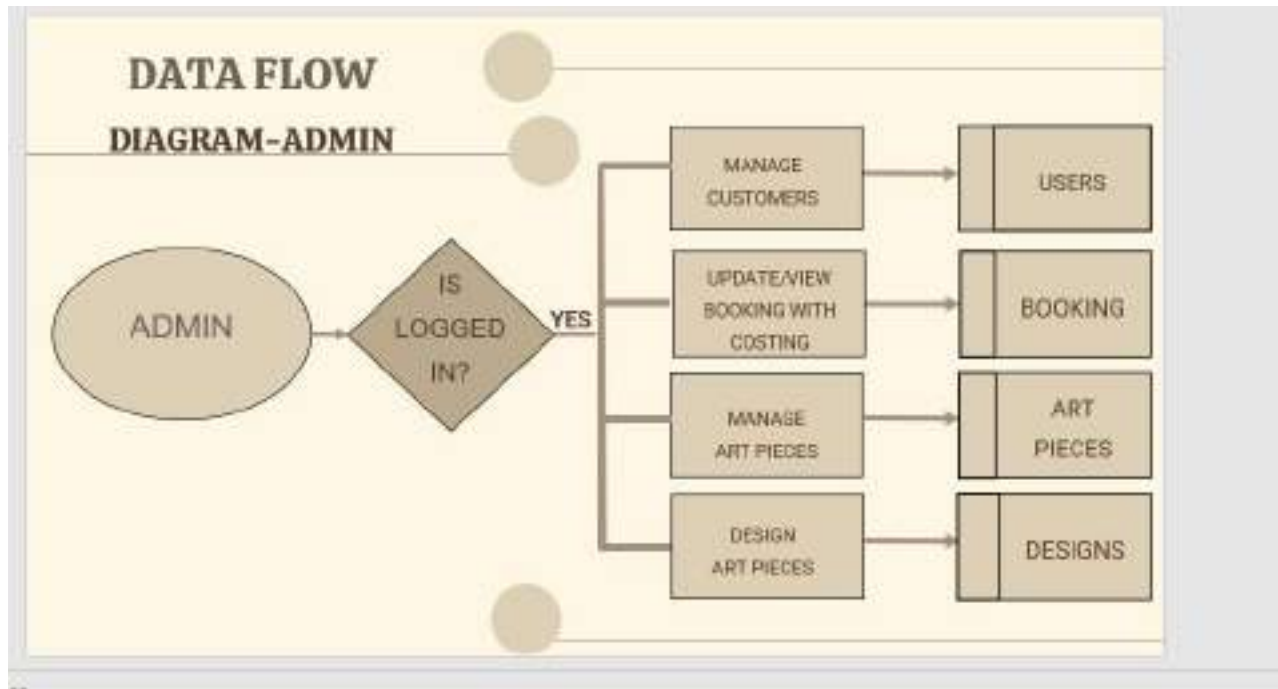 DATA FLOW
DIAGRAM-ADMIN
ADMIN
IS
LOGGED
IN?
YES
MANAGE
CUSTOMERS
USERS
UPDATE/VIEW
BOOKING WITH
COSTING
BOOKING
MANAGE
ART PIECES
ART
PIECES
DESIGN
ART PIECES
DESIGNS